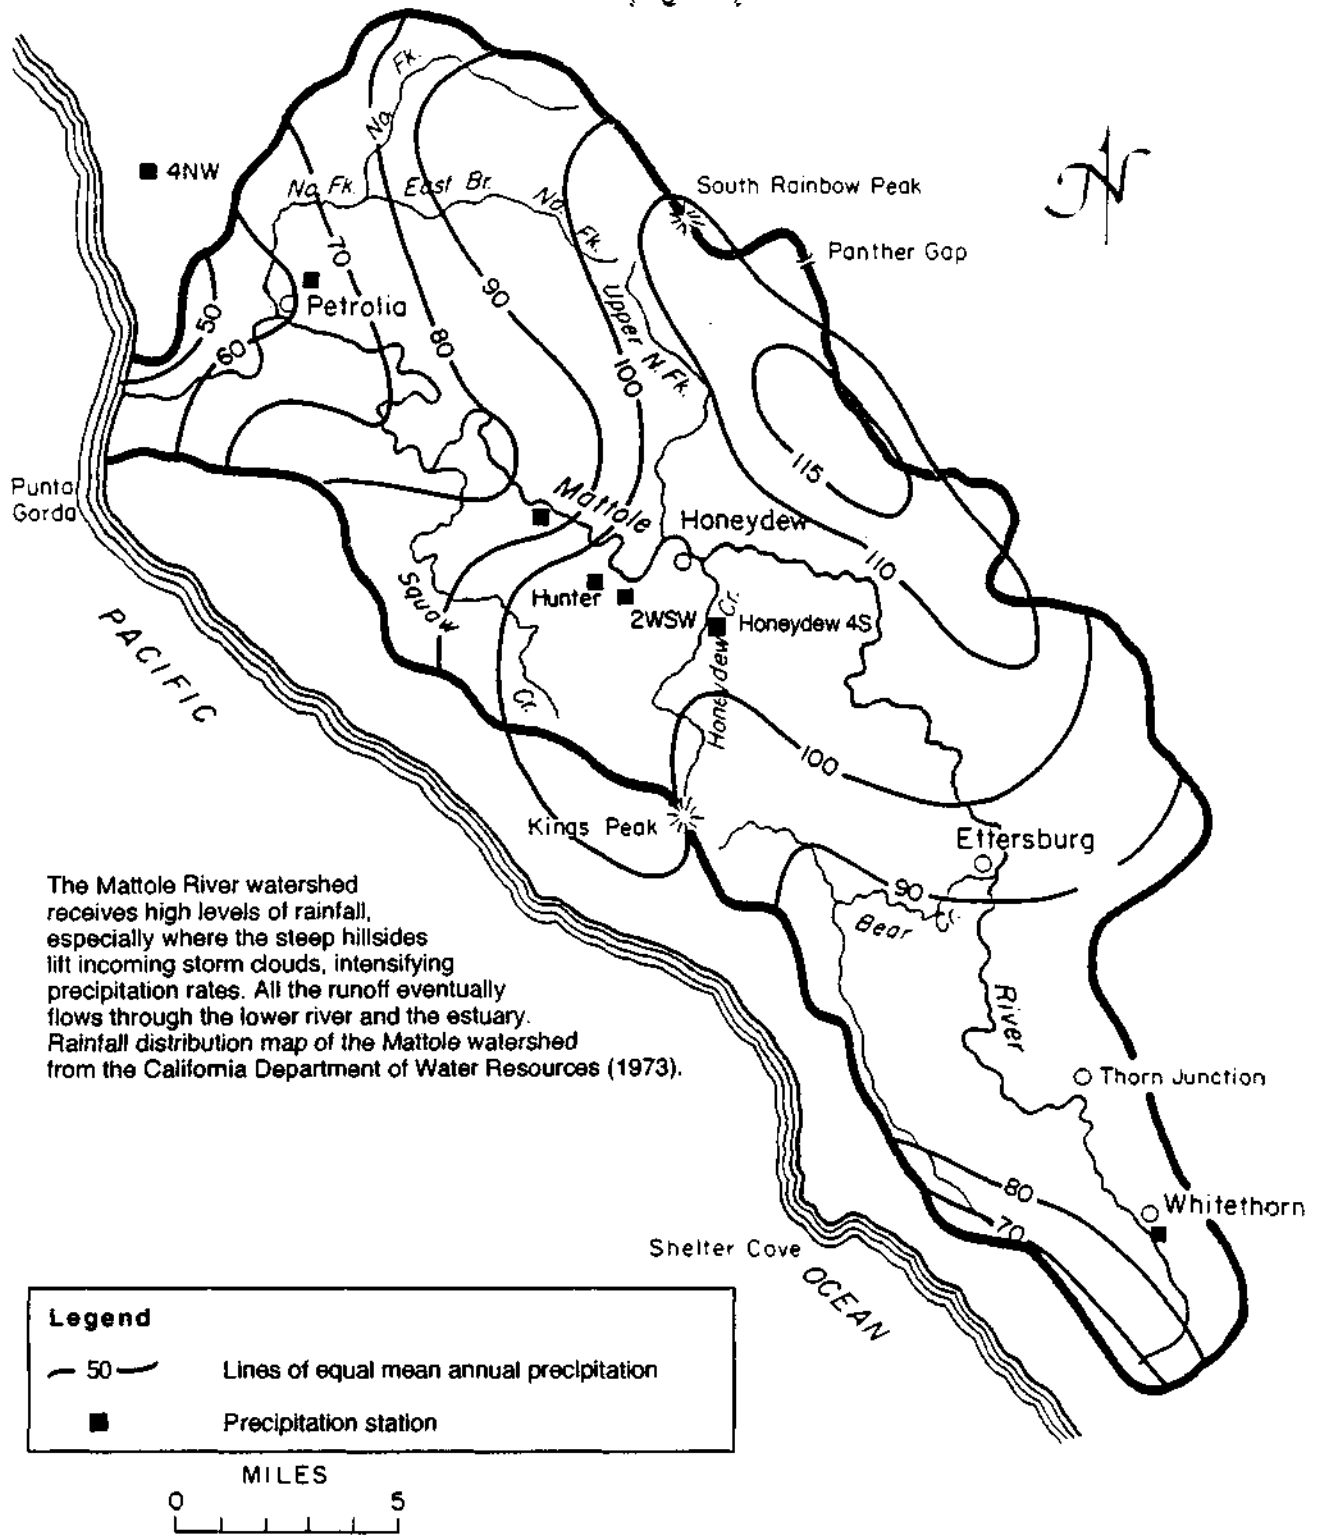 Fk.
No.
4NW
No. Fk.
East Br.
No.
Fk.
South Rainbow Peak
N
Panther Gap
70
90
50
Petrolia
Upper N. Fk.
80
60
100
115
Punta
Gorda
Mattole
Honeydew
110
Squaw
Cr.
Hunter
2WSW
Honeydew Cr.
Honeydew 4S
PACIFIC
100
Kings Peak
Ettersburg
90
Bear
Cr.
The Mattole River watershed
receives high levels of rainfall,
especially where the steep hillsides
lift incoming storm clouds, intensifying
precipitation rates. All the runoff eventually
flows through the lower river and the estuary.
Rainfall distribution map of the Mattole watershed
from the California Department of Water Resources (1973).
River
Thorn Junction
80
Whitethorn
70
Shelter Cove
OCEAN
Legend
50
Lines of equal mean annual precipitation
Precipitation station
MILES
0 5